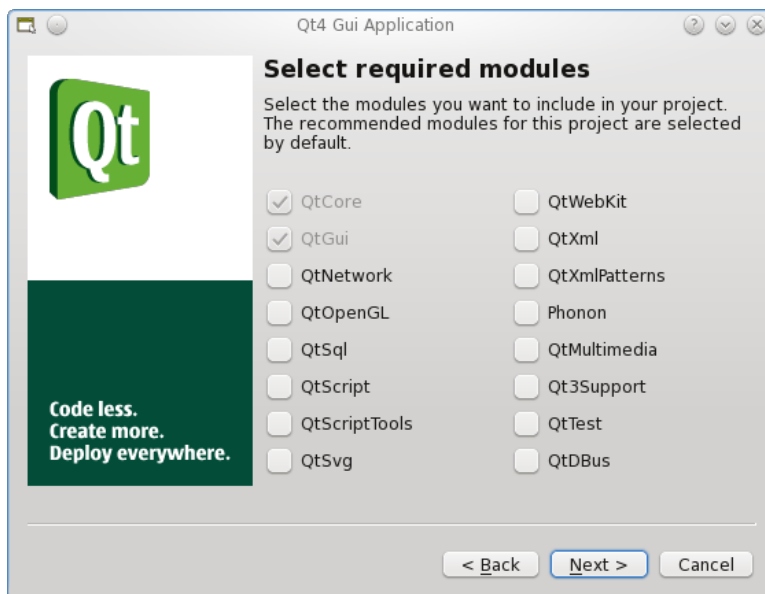 Qt4 Gui Application
Qt
Select required modules
Select the modules you want to include in your project.
The recommended modules for this project are selected
by default.
QtCore
QtWebKit
QtGui
QtXml
QtNetwork
QtXmlPatterns
QtOpenGL
Phonon
QtSql
QtMultimedia
QtScript
Qt3Support
QtScriptTools
QtTest
QtSvg
QtDBus
Code less.
Create more.
Deploy everywhere.
< Back
Next >
Cancel